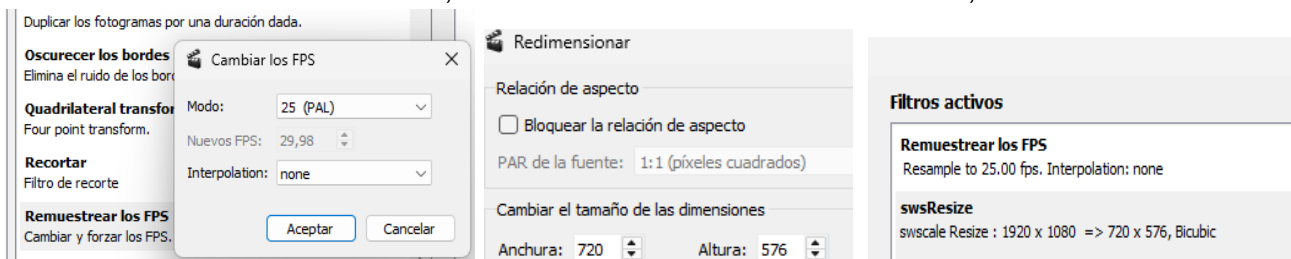 Duplicar los fotogramas por una duración dada.
Oscurecer los bordes
Elimina el ruido de los bord
Quadrilateral transfor
Four point transform.
Recortar
Filtro de recorte
Remuestrear los FPS
Cambiar y forzar los FPS.
Cambiar los FPS
Modo: 25 (PAL)
Nuevos FPS: 29,98
Interpolation: none
Aceptar Cancelar
Redimensionar
Relación de aspecto
Bloquear la relación de aspecto
PAR de la fuente: 1:1 (píxeles cuadrados)
Cambiar el tamaño de las dimensiones
Anchura: 720 Altura: 576
Filtros activos
Remuestrear los FPS
Resample to 25.00 fps. Interpolation: none
swsResize
swscale Resize : 1920 x 1080 => 720 x 576, Bicubic